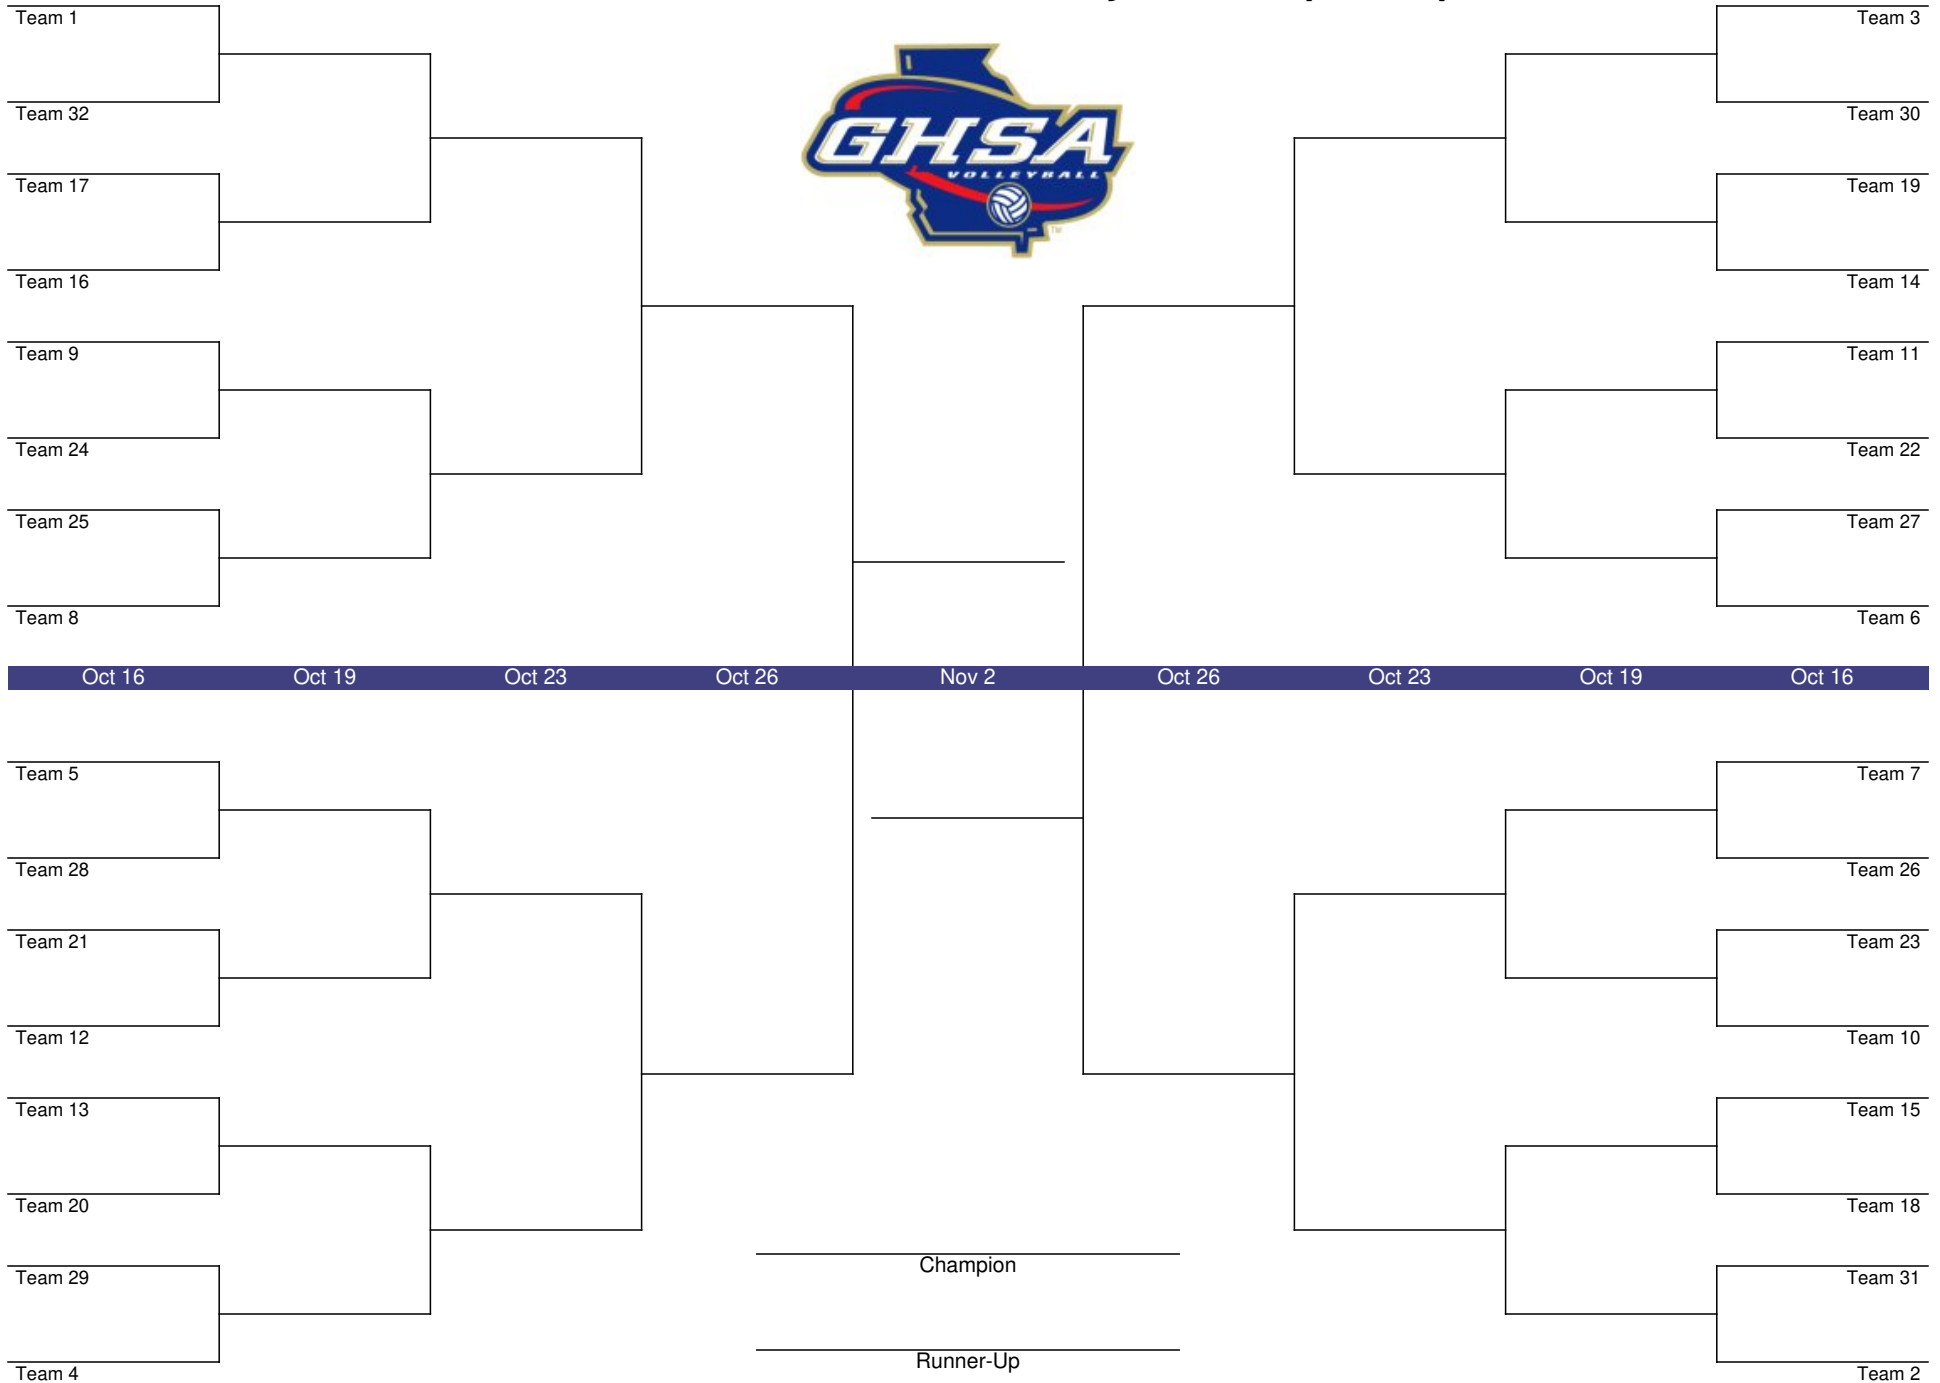 Team 1
Team 32
Team 17
Team 16
Team 9
Team 24
Team 25
Team 8
GHSA
VOLLEYBALL
TM
Team 3
Team 30
Team 19
Team 14
Team 11
Team 22
Team 27
Team 6
Oct 16 Oct 19 Oct 23 Oct 26 Nov 2 Oct 26 Oct 23 Oct 19 Oct 16
Team 5
Team 28
Team 21
Team 12
Team 13
Team 20
Team 29
Team 4
Champion
Runner-Up
Team 7
Team 26
Team 23
Team 10
Team 15
Team 18
Team 31
Team 2